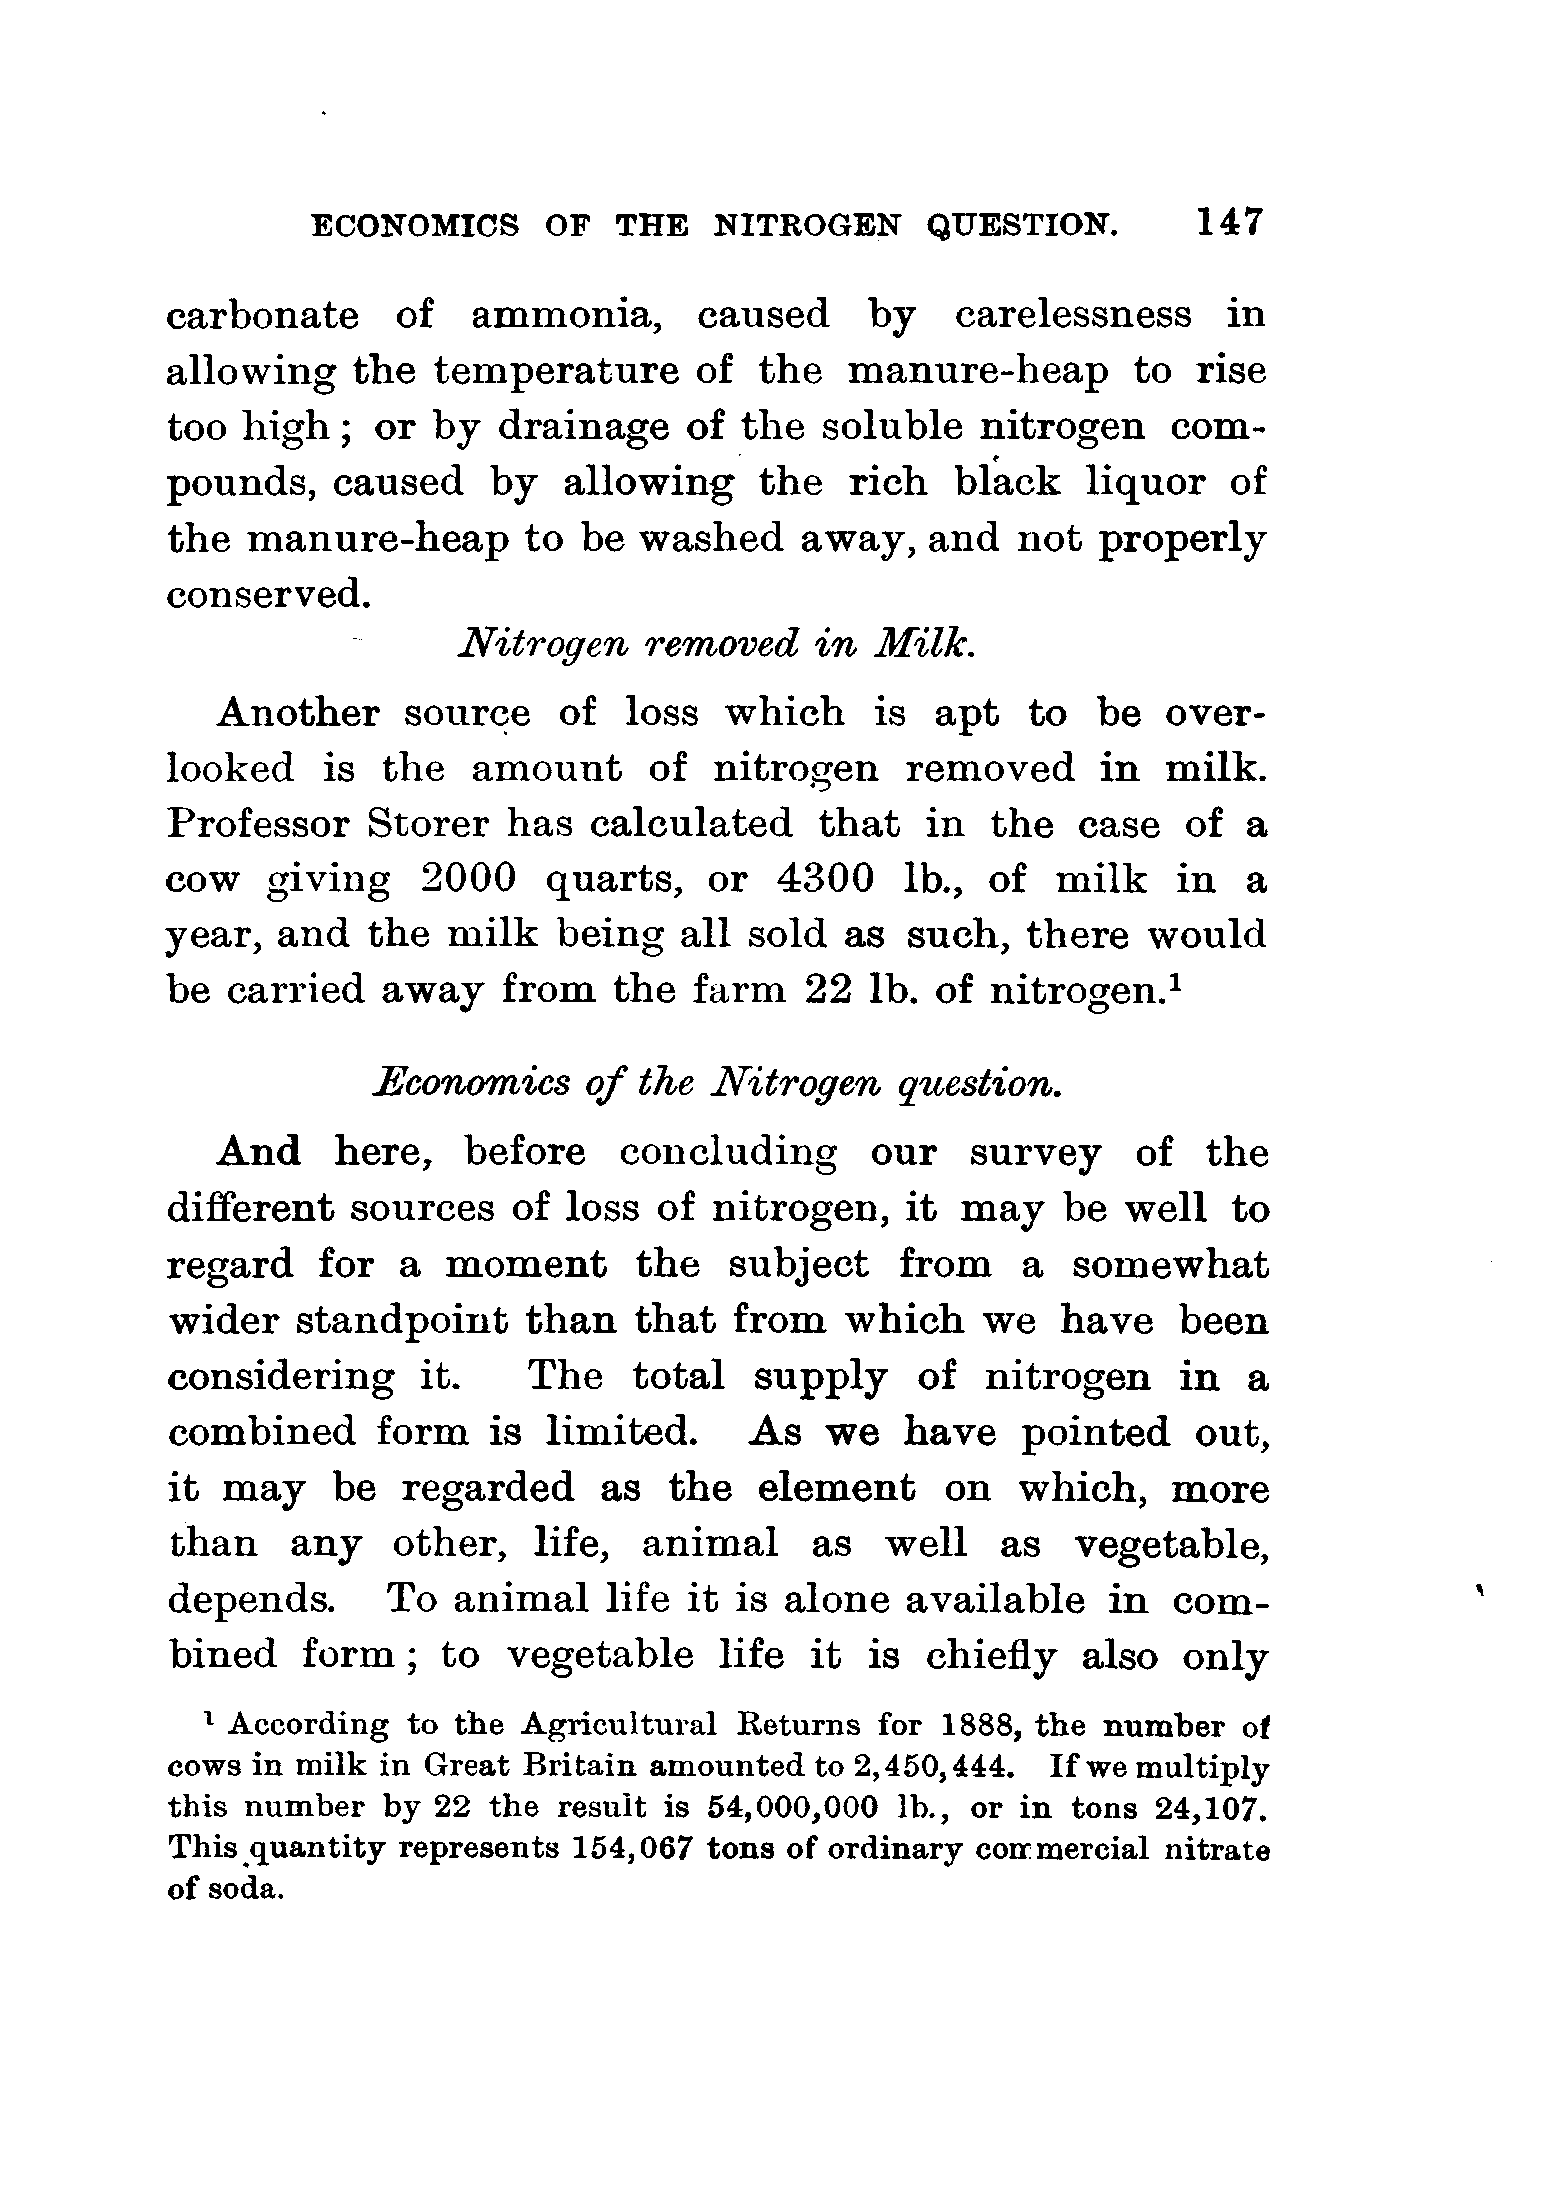 ECONOMICS OF THE NITROGEN QUESTION. 147
carbonate of ammonia, caused by carelessness in
allowing the temperature of the manure-heap to rise
too high; or by drainage of the soluble nitrogen com-
pounds, caused by allowing the rich black liquor of
the manure-heap to be washed away, and not properly
conserved.
Nitrogen removed in Milk.
Another source of loss which is apt to be over-
looked is the amount of nitrogen removed in milk.
Professor Storer has calculated that in the case of a
cow giving 2000 quarts, or 4300 lb., of milk in a
year, and the milk being all sold as such, there would
be carried away from the farm 22 lb. of nitrogen.¹
Economics of the Nitrogen question.
And here, before concluding our survey of the
different sources of loss of nitrogen, it may be well to
regard for a moment the subject from a somewhat
wider standpoint than that from which we have been
considering it. The total supply of nitrogen in a
combined form is limited. As we have pointed out,
it may be regarded as the element on which, more
than any other, life, animal as well as vegetable,
depends. To animal life it is alone available in com-
bined form; to vegetable life it is chiefly also only
¹ According to the Agricultural Returns for 1888, the number of
cows in milk in Great Britain amounted to 2,450,444. If we multiply
this number by 22 the result is 54,000,000 lb., or in tons 24,107.
This quantity represents 154,067 tons of ordinary commercial nitrate
of soda.